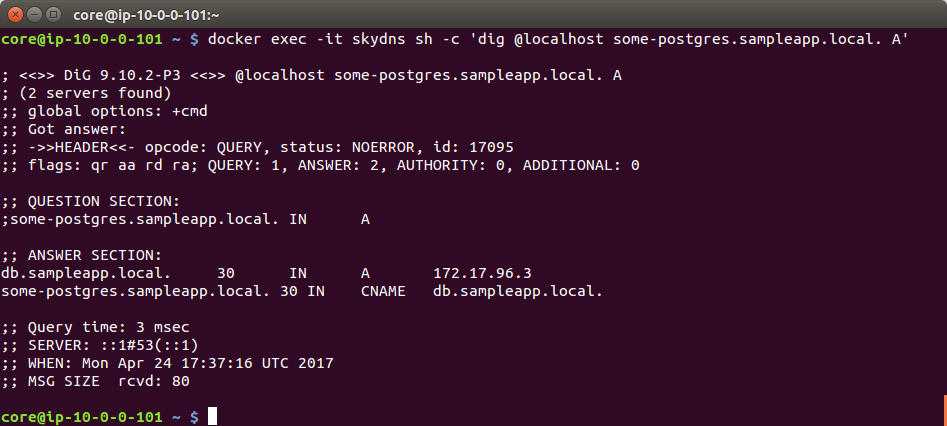 core@ip-10-0-0-101:~
core@ip-10-0-0-101 ~ $ docker exec -it skydns sh -c 'dig @localhost some-postgres.sampleapp.local. A'

; <<>> DiG 9.10.2-P3 <<>> @localhost some-postgres.sampleapp.local. A
; (2 servers found)
;; global options: +cmd
;; Got answer:
;; ->>HEADER<<- opcode: QUERY, status: NOERROR, id: 17095
;; flags: qr aa rd ra; QUERY: 1, ANSWER: 2, AUTHORITY: 0, ADDITIONAL: 0

;; QUESTION SECTION:
;some-postgres.sampleapp.local. IN      A

;; ANSWER SECTION:
db.sampleapp.local.     30      IN      A       172.17.96.3
some-postgres.sampleapp.local. 30 IN    CNAME   db.sampleapp.local.

;; Query time: 3 msec
;; SERVER: ::1#53(::1)
;; WHEN: Mon Apr 24 17:37:16 UTC 2017
;; MSG SIZE  rcvd: 80

core@ip-10-0-0-101 ~ $